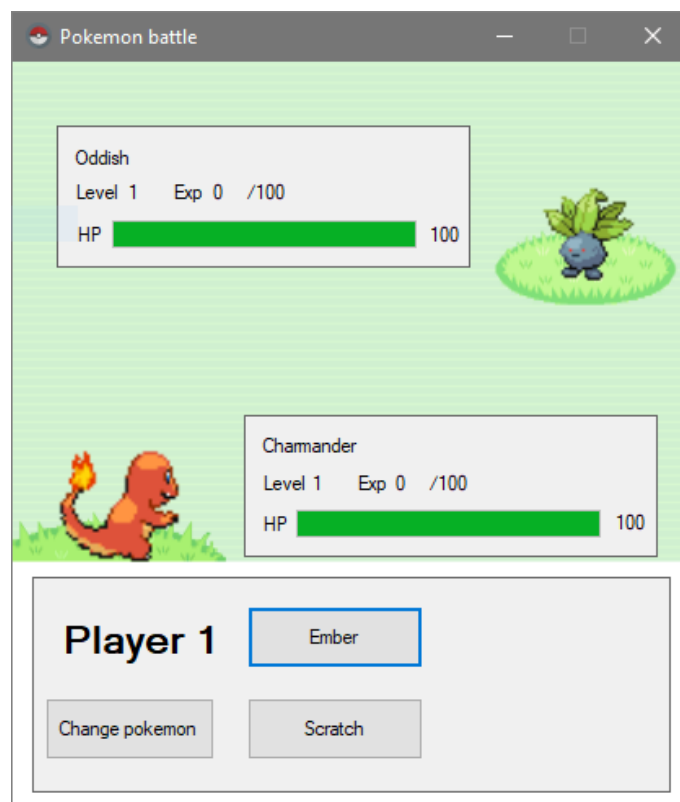 Pokemon battle
Oddish
Level 1 Exp 0 /100
HP 100
Charmander
Level 1 Exp 0 /100
HP 100
Player 1
Ember
Change pokemon
Scratch